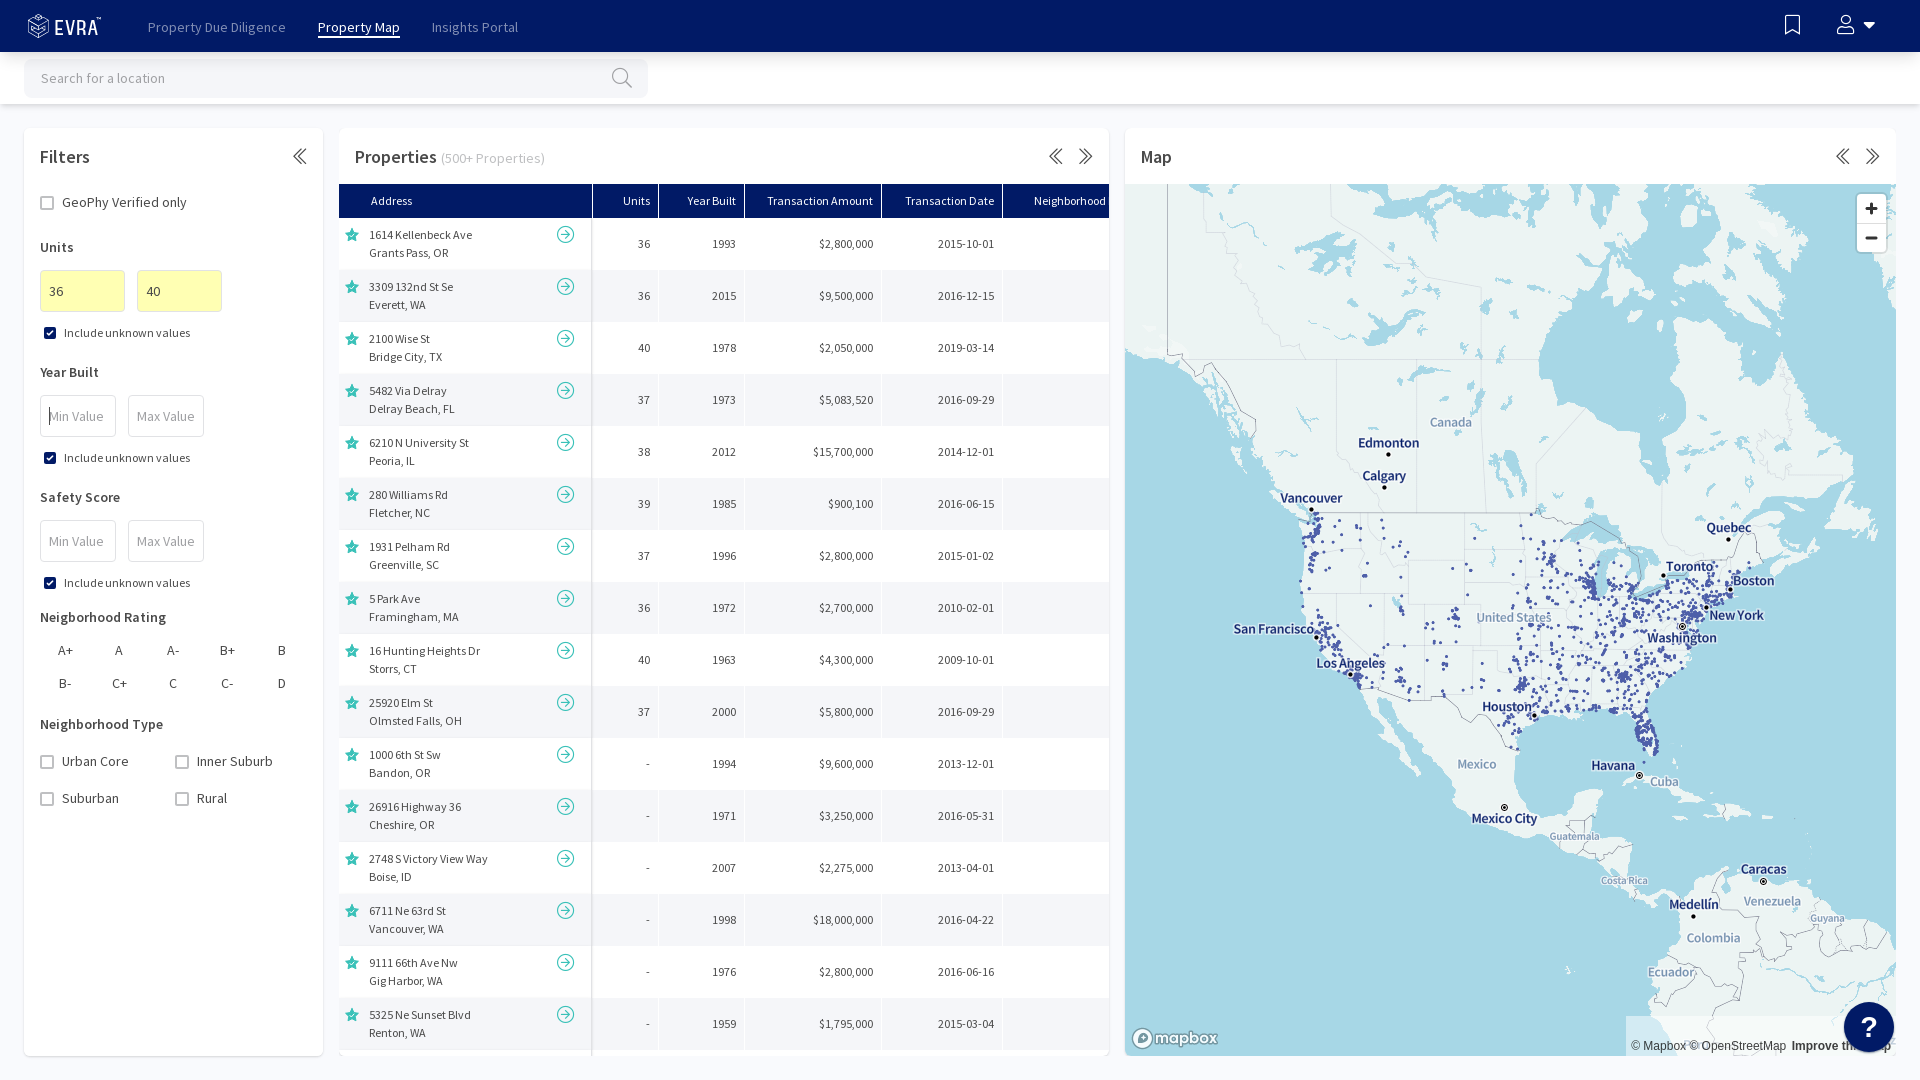 EVRA™
Property Due Diligence
Property Map
Insights Portal
Search for a location
Filters
GeoPhy Verified only
Units
36
40
Include unknown values
Year Built
Min Value
Max Value
Include unknown values
Safety Score
Min Value
Max Value
Include unknown values
Neigborhood Rating
A+ A A- B+ B
B- C+ C C- D
Neighborhood Type
Urban Core
Inner Suburb
Suburban
Rural
Properties (500+ Properties)
Address Units Year Built Transaction Amount Transaction Date Neighborhood
1614 Kellenbeck Ave
Grants Pass, OR
36 1993 $2,800,000 2015-10-01
3309 132nd St Se
Everett, WA
36 2015 $9,500,000 2016-12-15
2100 Wise St
Bridge City, TX
40 1978 $2,050,000 2019-03-14
5482 Via Delray
Delray Beach, FL
37 1973 $5,083,520 2016-09-29
6210 N University St
Peoria, IL
38 2012 $15,700,000 2014-12-01
280 Williams Rd
Fletcher, NC
39 1985 $900,100 2016-06-15
1931 Pelham Rd
Greenville, SC
37 1996 $2,800,000 2015-01-02
5 Park Ave
Framingham, MA
36 1972 $2,700,000 2010-02-01
16 Hunting Heights Dr
Storrs, CT
40 1963 $4,300,000 2009-10-01
25920 Elm St
Olmsted Falls, OH
37 2000 $5,800,000 2016-09-29
1000 6th St Sw
Bandon, OR
- 1994 $9,600,000 2013-12-01
26916 Highway 36
Cheshire, OR
- 1971 $3,250,000 2016-05-31
2748 S Victory View Way
Boise, ID
- 2007 $2,275,000 2013-04-01
6711 Ne 63rd St
Vancouver, WA
- 1998 $18,000,000 2016-04-22
9111 66th Ave Nw
Gig Harbor, WA
- 1976 $2,800,000 2016-06-16
5325 Ne Sunset Blvd
Renton, WA
- 1959 $1,795,000 2015-03-04
Map
+
−
Canada
Edmonton
Calgary
Vancouver
Quebec
Toronto
Boston
New York
United States
San Francisco
Washington
Los Angeles
Houston
Mexico
Havana
Cuba
Mexico City
Guatemala
Caracas
Costa Rica
Medellín
Venezuela
Guyana
Colombia
Ecuador
mapbox
© Mapbox © OpenStreetMap Improve th
?